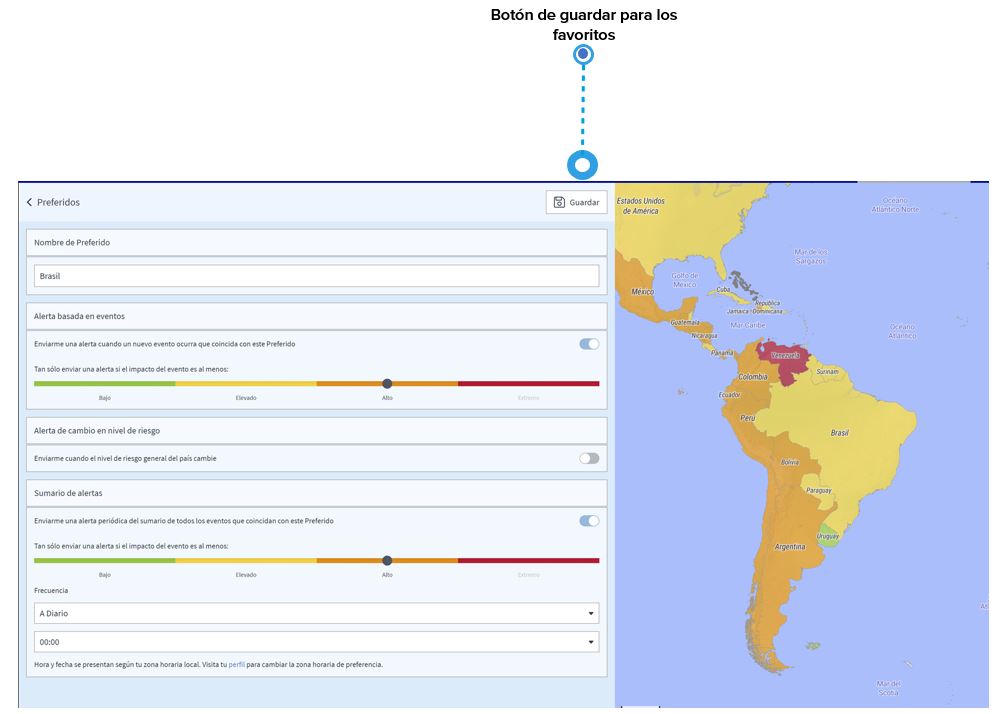 Botón de guardar para los
favoritos
Preferidos
Guardar
Nombre de Preferido
Brasil
Alerta basada en eventos
Enviarme una alerta cuando un nuevo evento ocurra que coincida con este Preferido
Tan sólo enviar una alerta si el impacto del evento es al menos:
Bajo Elevado Alto Extremo
Alerta de cambio en nivel de riesgo
Enviarme cuando el nivel de riesgo general del país cambie
Sumario de alertas
Enviarme una alerta periódica del sumario de todos los eventos que coincidan con este Preferido
Tan sólo enviar una alerta si el impacto del evento es al menos:
Bajo Elevado Alto Extremo
Frecuencia
A Diario
00:00
Hora y fecha se presentan según tu zona horaria local. Visita tu perfil para cambiar la zona horaria de preferencia.
Estados Unidos
de América
Océano
Atlántico Norte
Mar de los
Sargazos
Golfo de
México
México
Cuba
República
Dominicana
Jamaica
Guatemala
Mar Caribe
Nicaragua
Océano
Atlántico
Panamá
Venezuela
Surinam
Colombia
Ecuador
Perú
Brasil
Bolivia
Paraguay
Uruguay
Argentina
Mar del
Scotia